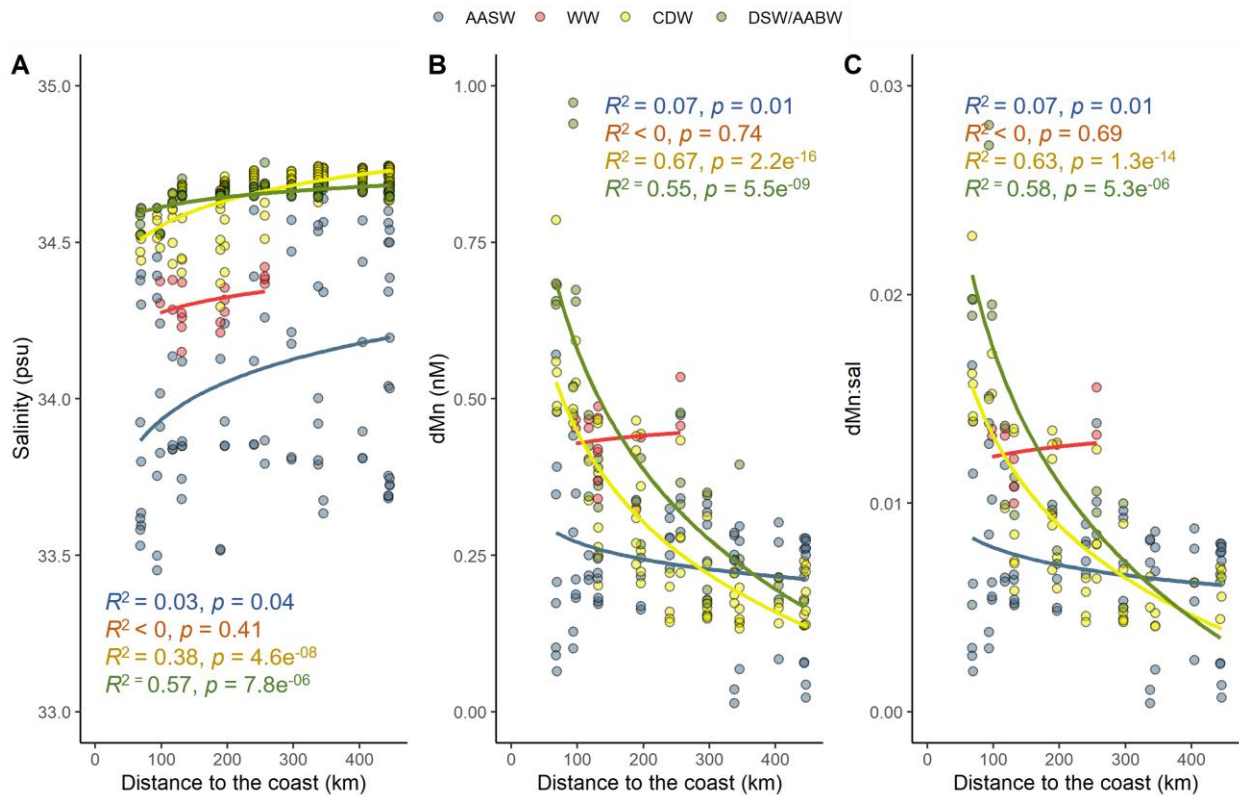 AASW WW CDW DSW/AABW
A
35.0
34.5
34.0
33.5
33.0
Salinity (psu)
R² = 0.03, p = 0.04
R² < 0, p = 0.41
R² = 0.38, p = 4.6e⁻⁰⁸
R² = 0.57, p = 7.8e⁻⁰⁶
0 100 200 300 400
Distance to the coast (km)
B
1.00
0.75
0.50
0.25
0.00
dMn (nM)
R² = 0.07, p = 0.01
R² < 0, p = 0.74
R² = 0.67, p = 2.2e⁻¹⁶
R² = 0.55, p = 5.5e⁻⁰⁹
0 100 200 300 400
Distance to the coast (km)
C
0.03
0.02
0.01
0.00
dMn:sal
R² = 0.07, p = 0.01
R² < 0, p = 0.69
R² = 0.63, p = 1.3e⁻¹⁴
R² = 0.58, p = 5.3e⁻⁰⁶
0 100 200 300 400
Distance to the coast (km)